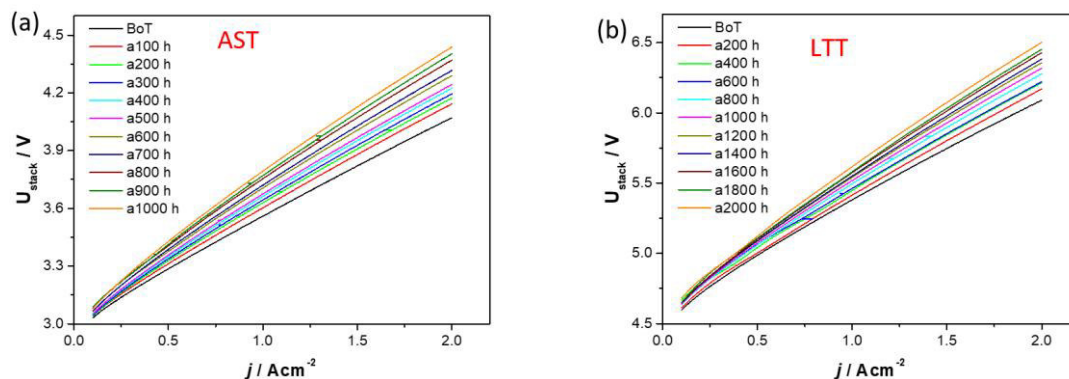 (a)
AST
BoT
a100 h
a200 h
a300 h
a400 h
a500 h
a600 h
a700 h
a800 h
a900 h
a1000 h
4.5
4.2
3.9
3.6
3.3
3.0
U_stack / V
0.0 0.5 1.0 1.5 2.0
j / Acm⁻²
(b)
LTT
BoT
a200 h
a400 h
a600 h
a800 h
a1000 h
a1200 h
a1400 h
a1600 h
a1800 h
a2000 h
6.5
6.0
5.5
5.0
4.5
U_stack / V
0.0 0.5 1.0 1.5 2.0
j / Acm⁻²